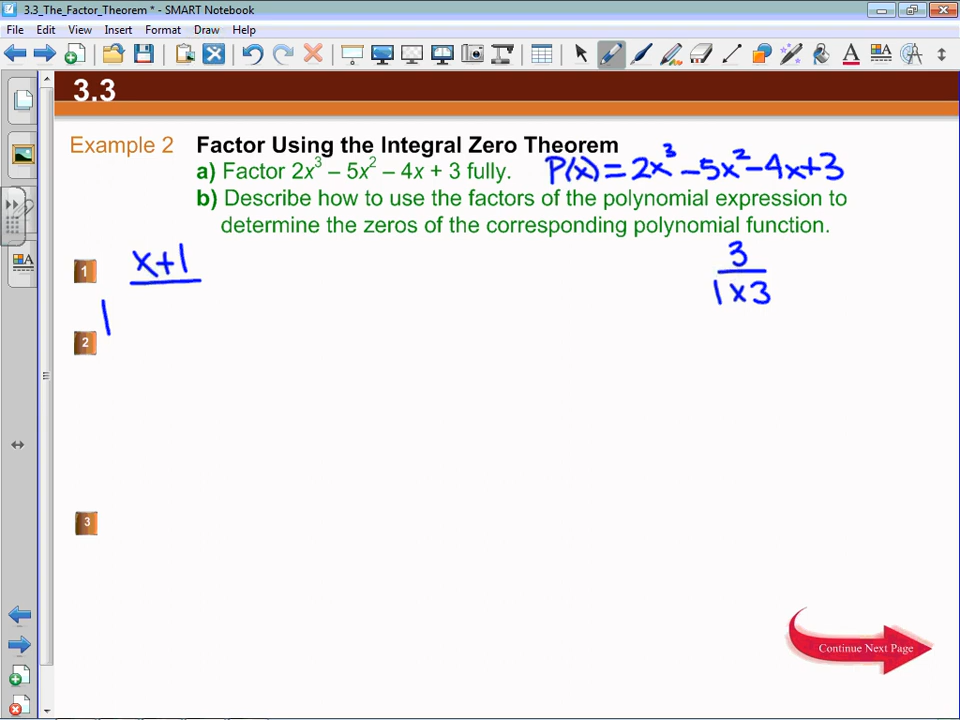 3.3_The_Factor_Theorem * - SMART Notebook
File Edit View Insert Format Draw Help
3.3
Example 2 Factor Using the Integral Zero Theorem
a) Factor 2x³ – 5x² – 4x + 3 fully. P(x) = 2x³ - 5x² - 4x + 3
b) Describe how to use the factors of the polynomial expression to
determine the zeros of the corresponding polynomial function.
1 x+1 3
1 x 3
1
2
3
Continue Next Page